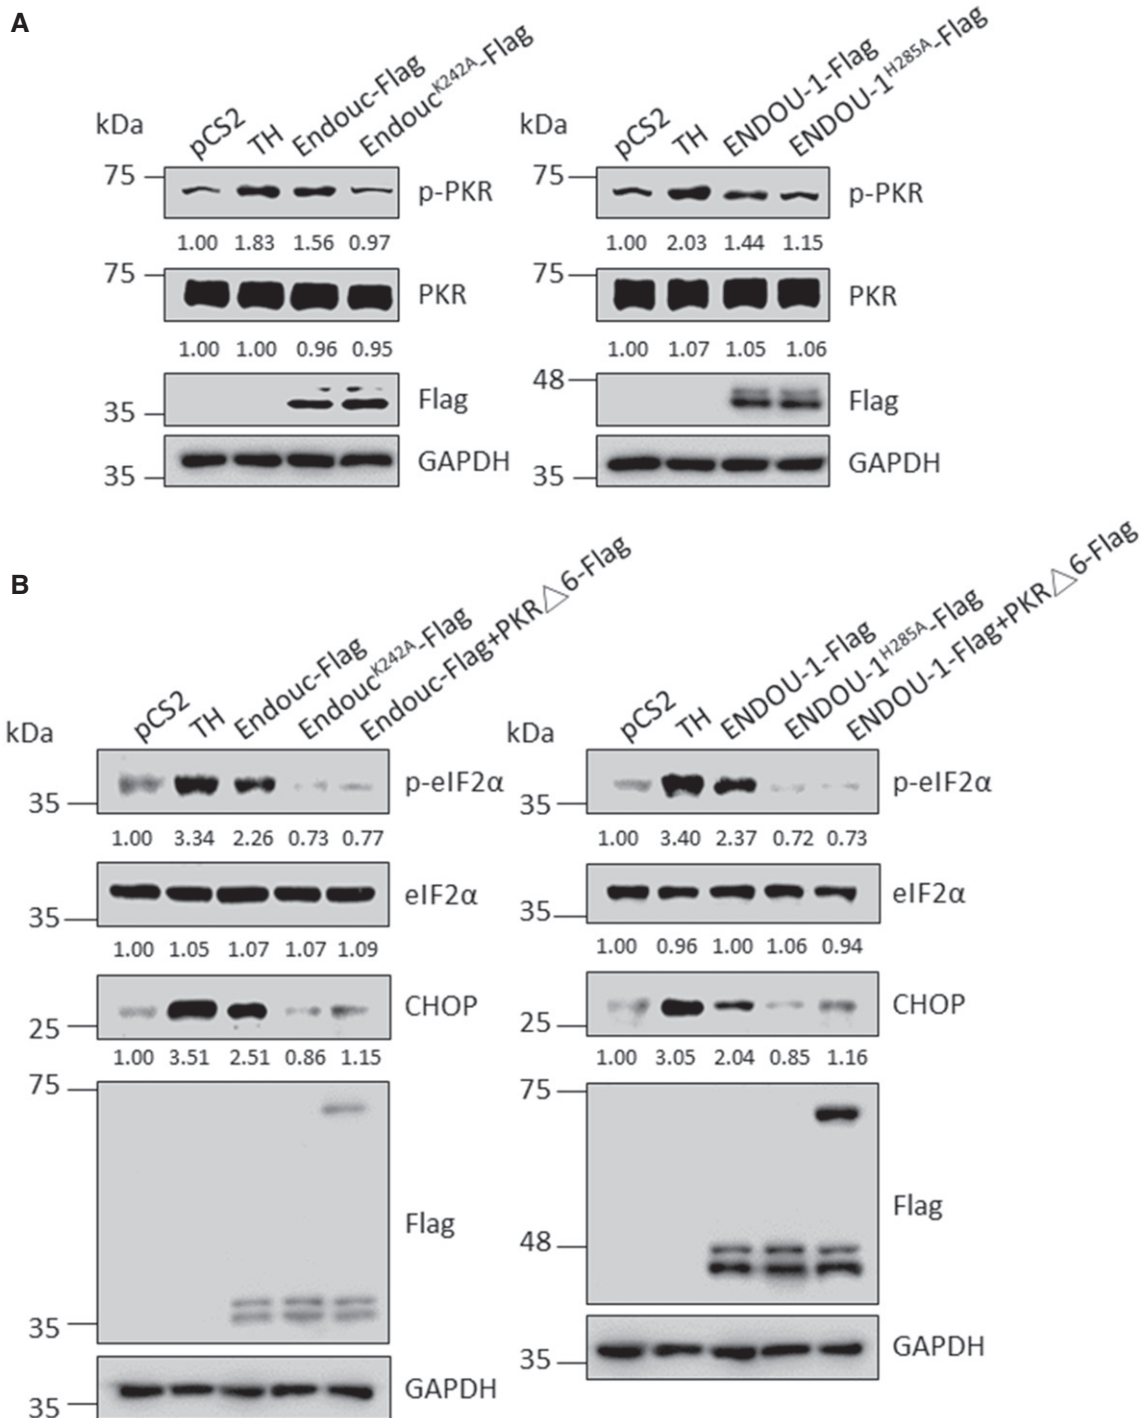 A
kDa
pCS2
TH
Endouc-Flag
EndoucK242A-Flag
75
p-PKR
1.00 1.83 1.56 0.97
75
PKR
1.00 1.00 0.96 0.95
35
Flag
35
GAPDH
kDa
pCS2
TH
ENDOU-1-Flag
ENDOU-1H285A-Flag
75
p-PKR
1.00 2.03 1.44 1.15
75
PKR
1.00 1.07 1.05 1.06
48
Flag
35
GAPDH
B
kDa
pCS2
TH
Endouc-Flag
EndoucK242A-Flag
Endouc-Flag+PKR△6-Flag
35
p-eIF2α
1.00 3.34 2.26 0.73 0.77
35
eIF2α
1.00 1.05 1.07 1.07 1.09
25
CHOP
1.00 3.51 2.51 0.86 1.15
75
Flag
35
35
GAPDH
kDa
pCS2
TH
ENDOU-1-Flag
ENDOU-1H285A-Flag
ENDOU-1-Flag+PKR△6-Flag
35
p-eIF2α
1.00 3.40 2.37 0.72 0.73
35
eIF2α
1.00 0.96 1.00 1.06 0.94
25
CHOP
1.00 3.05 2.04 0.85 1.16
75
Flag
48
35
GAPDH